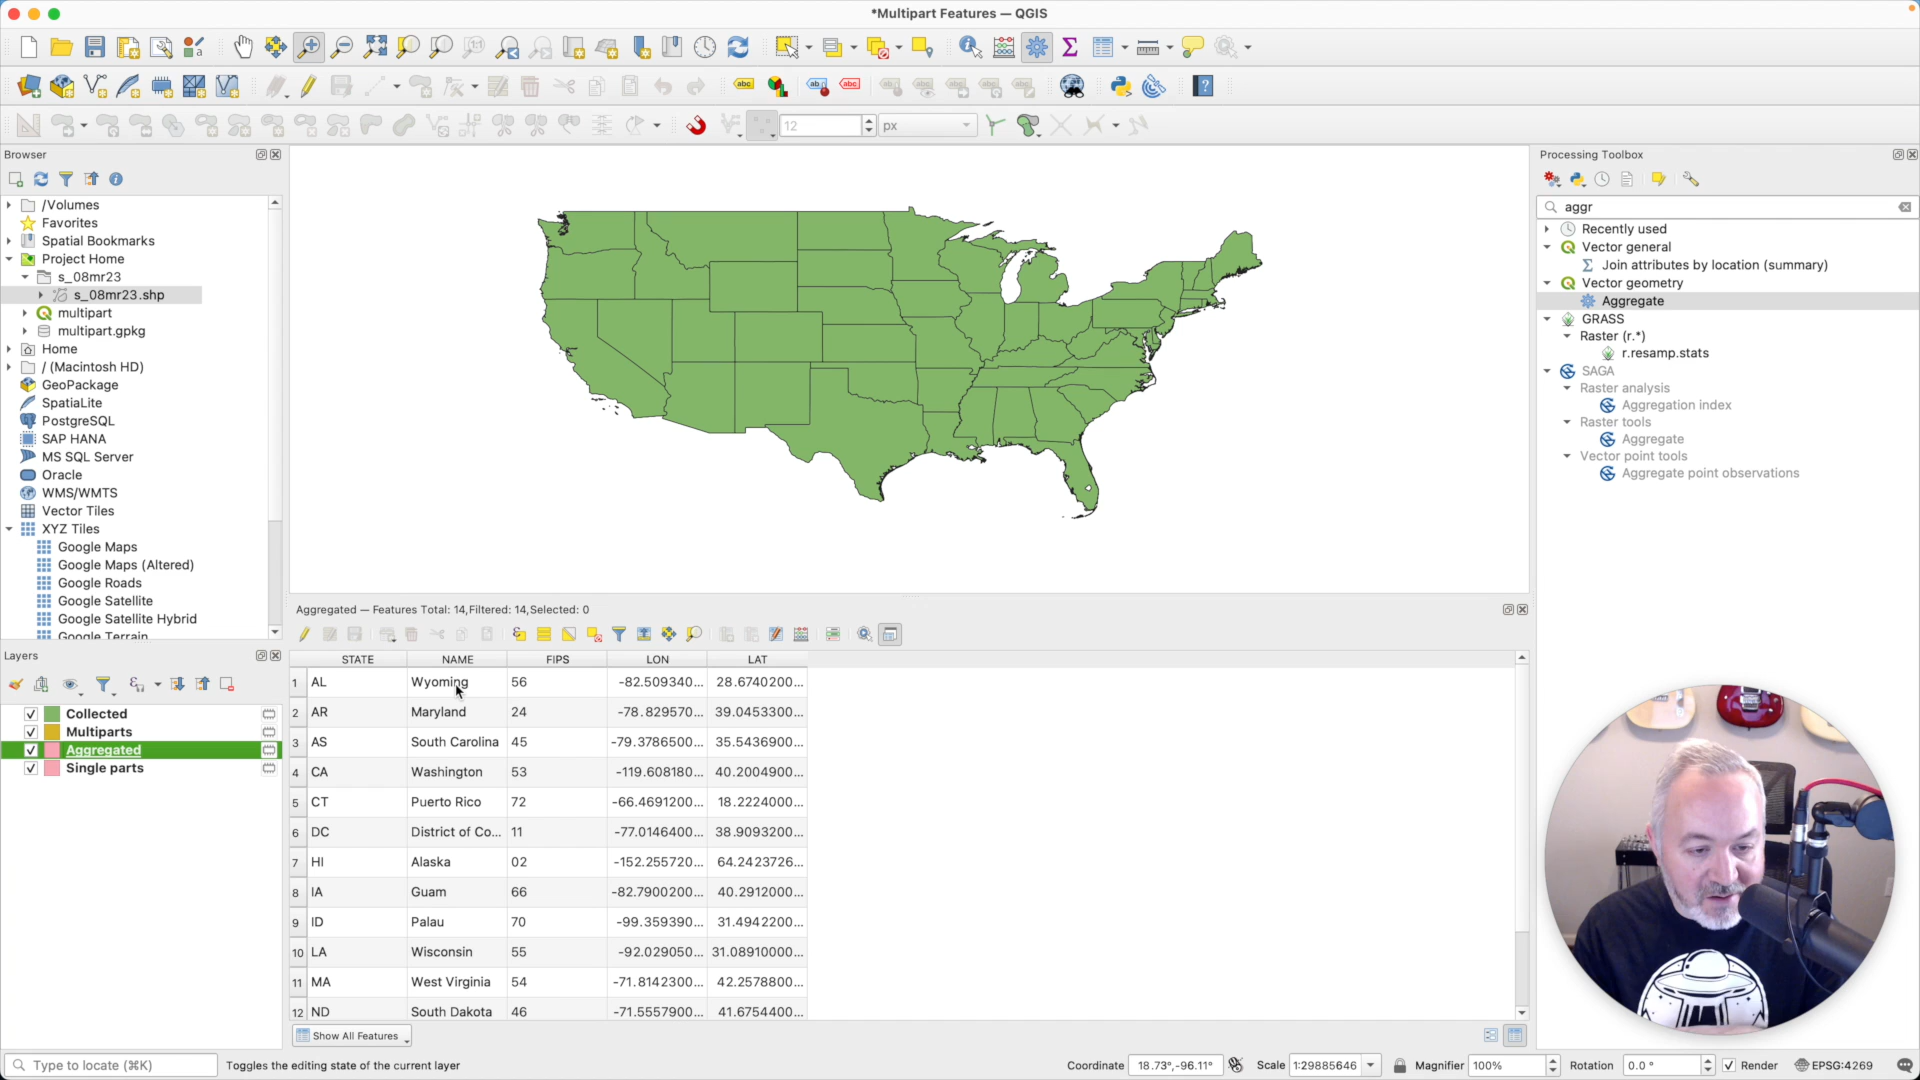 *Multipart Features — QGIS
abc
abc
12
px
Browser
/Volumes
Favorites
Spatial Bookmarks
Project Home
s_08mr23
s_08mr23.shp
multipart
multipart.gpkg
Home
/ (Macintosh HD)
GeoPackage
SpatiaLite
PostgreSQL
SAP HANA
MS SQL Server
Oracle
WMS/WMTS
Vector Tiles
XYZ Tiles
Google Maps
Google Maps (Altered)
Google Roads
Google Satellite
Google Satellite Hybrid
Google Terrain
Layers
Collected
Multiparts
Aggregated
Single parts
Aggregated — Features Total: 14, Filtered: 14, Selected: 0
STATE NAME FIPS LON LAT
1 AL Wyoming 56 -82.509340... 28.6740200...
2 AR Maryland 24 -78.829570... 39.0453300...
3 AS South Carolina 45 -79.3786500... 35.5436900...
4 CA Washington 53 -119.608180... 40.2004900...
5 CT Puerto Rico 72 -66.4691200... 18.2224000...
6 DC District of Co... 11 -77.0146400... 38.9093200...
7 HI Alaska 02 -152.255720... 64.2423726...
8 IA Guam 66 -82.7900200... 40.2912000...
9 ID Palau 70 -99.359390... 31.4942200...
10 LA Wisconsin 55 -92.029050... 31.08910000...
11 MA West Virginia 54 -71.8142300... 42.2578800...
12 ND South Dakota 46 -71.5557900... 41.6754400...
Show All Features
Processing Toolbox
aggr
Recently used
Vector general
Join attributes by location (summary)
Vector geometry
Aggregate
GRASS
Raster (r.*)
r.resamp.stats
SAGA
Raster analysis
Aggregation index
Raster tools
Aggregate
Vector point tools
Aggregate point observations
Type to locate (⌘K)
Toggles the editing state of the current layer
Coordinate 18.73°,-96.11° Scale 1:29885646 Magnifier 100% Rotation 0.0 ° Render EPSG:4269